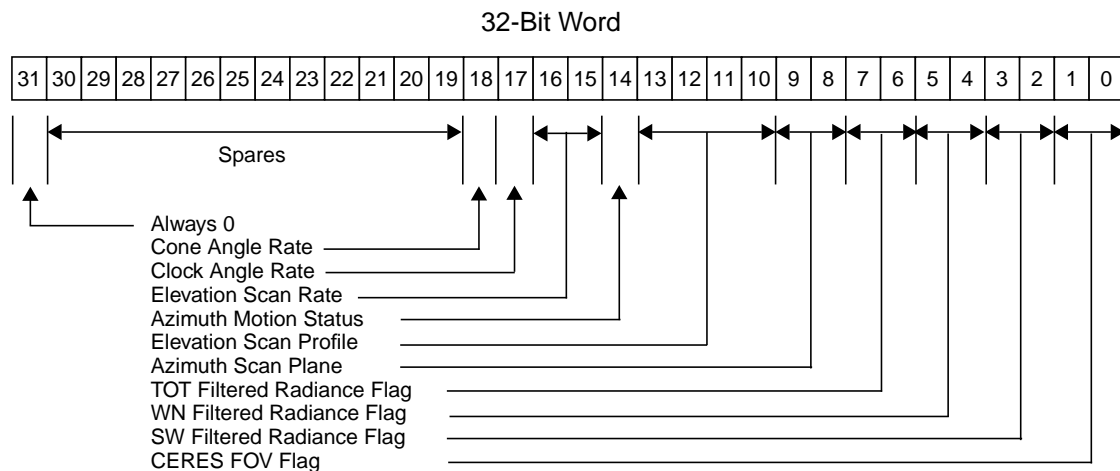 32-Bit Word
31 30 29 28 27 26 25 24 23 22 21 20 19 18 17 16 15 14 13 12 11 10 9 8 7 6 5 4 3 2 1 0
Spares
Always 0
Cone Angle Rate
Clock Angle Rate
Elevation Scan Rate
Azimuth Motion Status
Elevation Scan Profile
Azimuth Scan Plane
TOT Filtered Radiance Flag
WN Filtered Radiance Flag
SW Filtered Radiance Flag
CERES FOV Flag